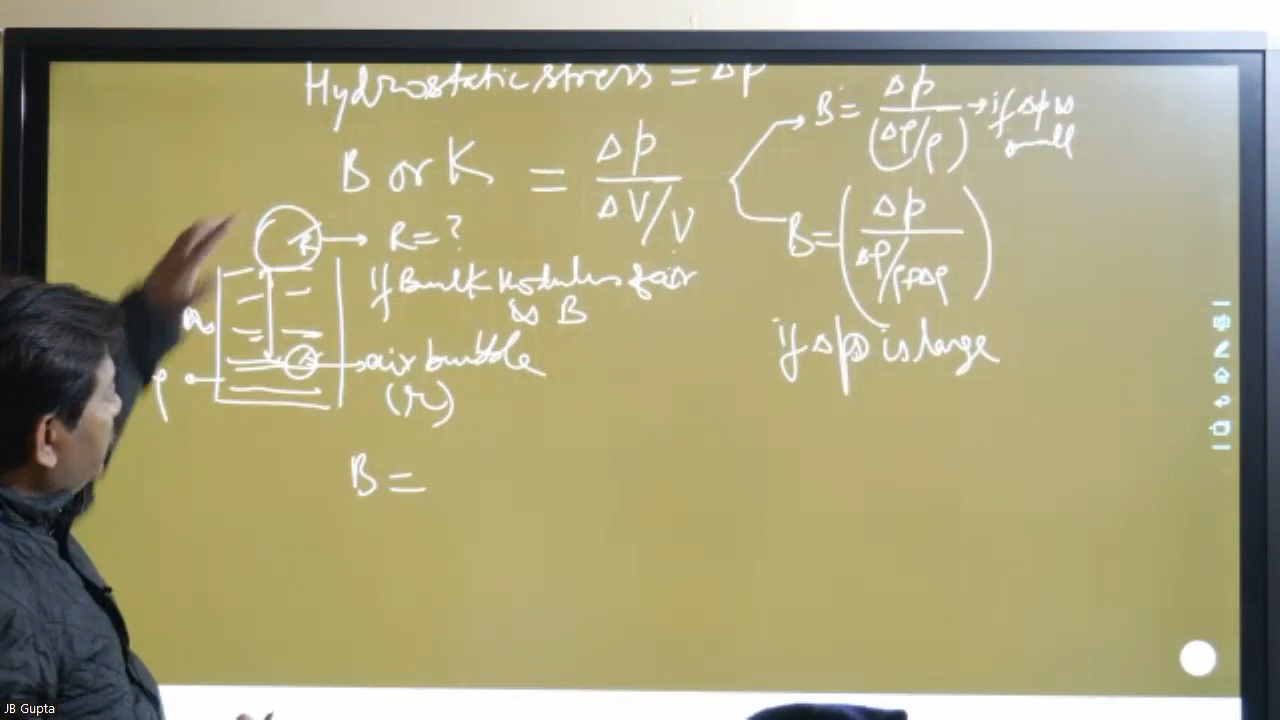 Hydrostatic stress = Δp
B or K = Δp / ΔV/V
B = Δp / (Δρ/ρ) → if Δp is small
B = (Δp / Δρ/ρ+Δρ)
if Δp is large
R
→ R = ?
if Bulk Modulus of air is B
r
→ air bubble
(r)
ρ
B =
JB Gupta